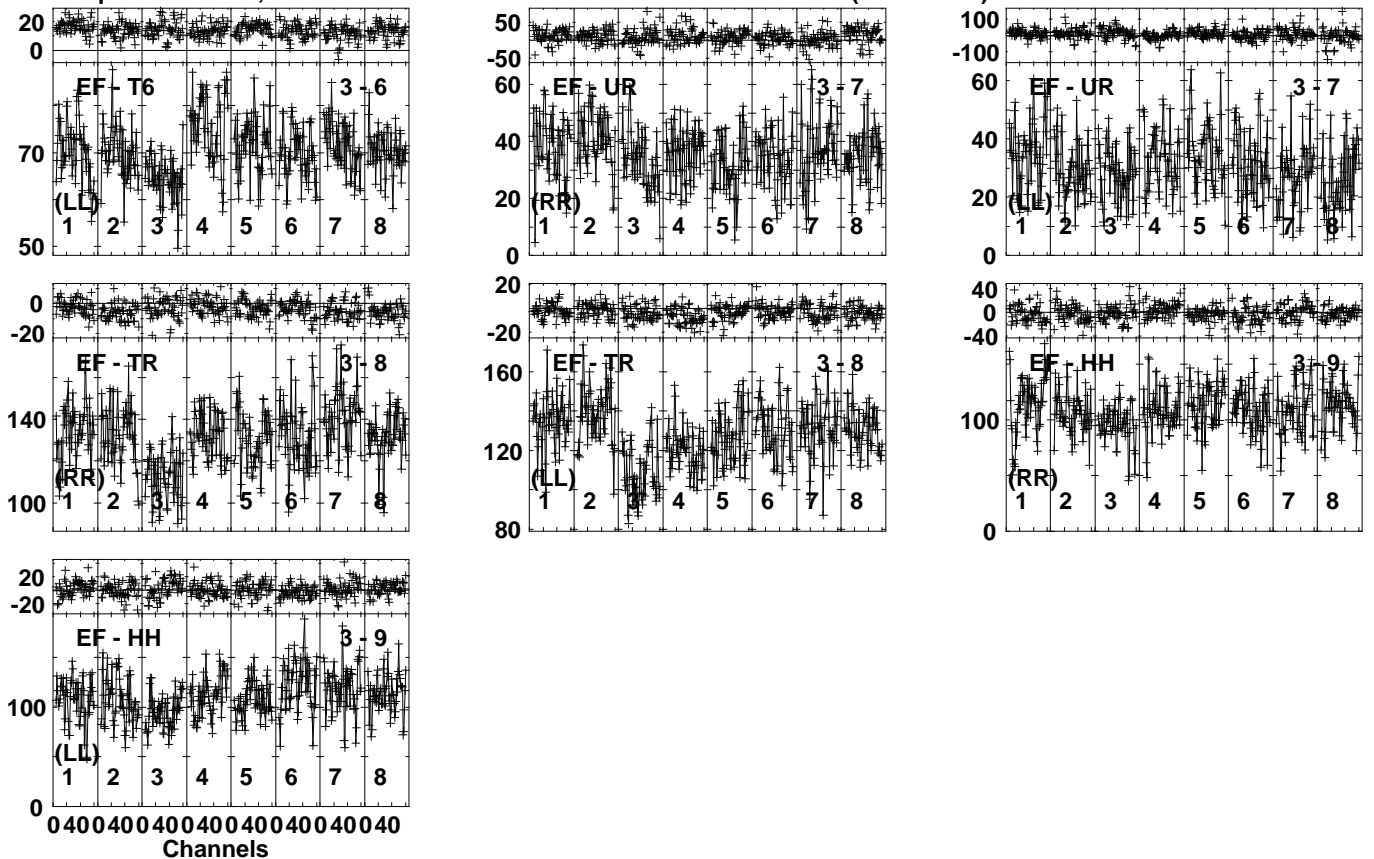 20
0
EF - T6 3 - 6
70
(LL)
1 2 3 4 5 6 7 8
50
50
-50
60
EF - UR 3 - 7
40
20
(RR)
1 2 3 4 5 6 7 8
0
100
-100
60
EF - UR 3 - 7
40
20
(LL)
1 2 3 4 5 6 7 8
0
0
-20
EF - TR 3 - 8
140
(RR)
100
1 2 3 4 5 6 7 8
20
-20
160
EF - TR 3 - 8
120
(LL)
1 2 3 4 5 6 7 8
80
40
0
-40
EF - HH 3 - 9
100
(RR)
1 2 3 4 5 6 7 8
0
20
-20
EF - HH 3 - 9
100
(LL)
1 2 3 4 5 6 7 8
0
0 40 0 40 0 40 0 40 0 40 0 40 0 40 0 40
Channels